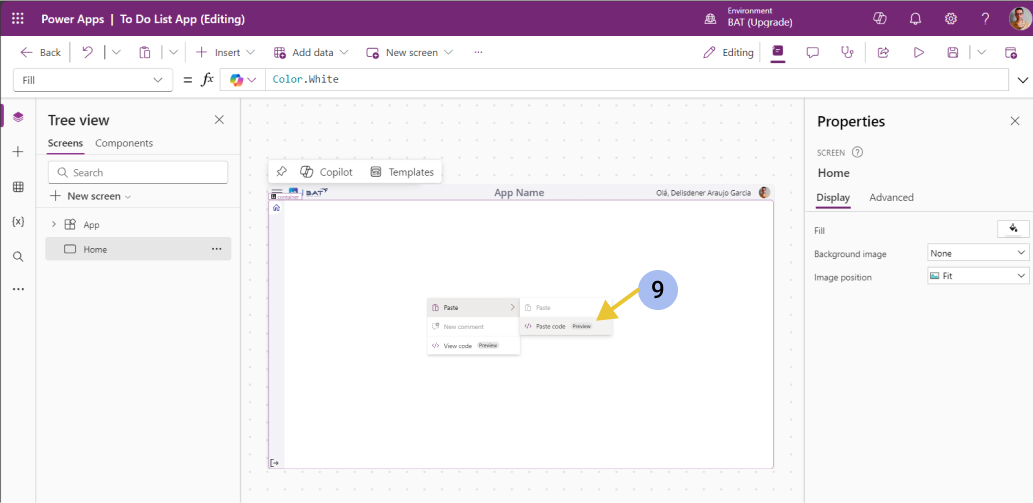 Power Apps | To Do List App (Editing)
Environment
BAT (Upgrade)
Back
Insert
Add data
New screen
Editing
Fill
= fx
Color.White
Tree view
Screens Components
Search
New screen
App
Home
Copilot
Templates
BAT
App Name
Olá, Delisdener Araujo Garcia
Container
Paste
New comment
View code Preview
Paste
Paste code Preview
9
Properties
SCREEN
Home
Display Advanced
Fill
Background image
None
Image position
Fit